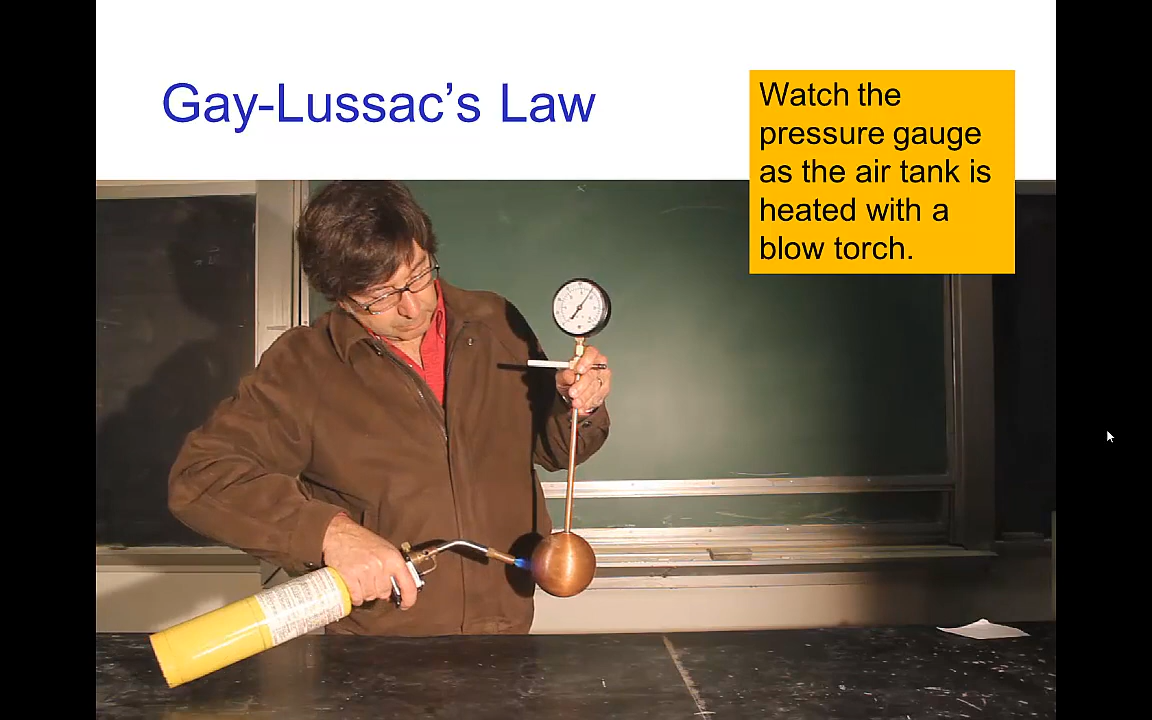 Gay-Lussac's Law
Watch the
pressure gauge
as the air tank is
heated with a
blow torch.